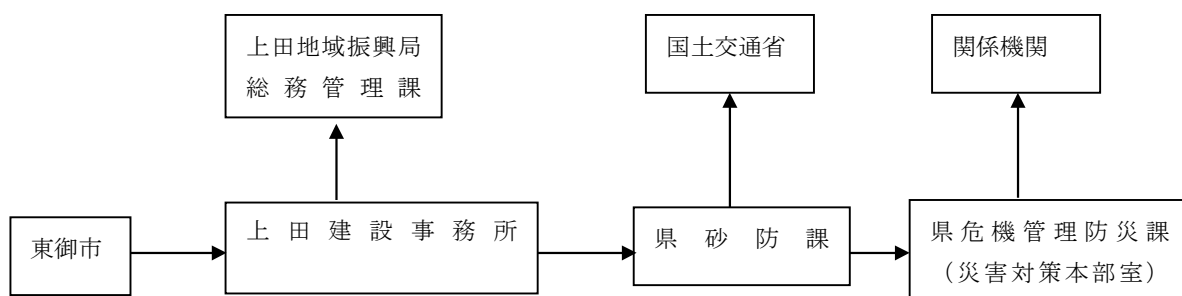 上田地域振興局
総務管理課
国土交通省
関係機関
東御市
上田建設事務所
県砂防課
県危機管理防災課
（災害対策本部室）